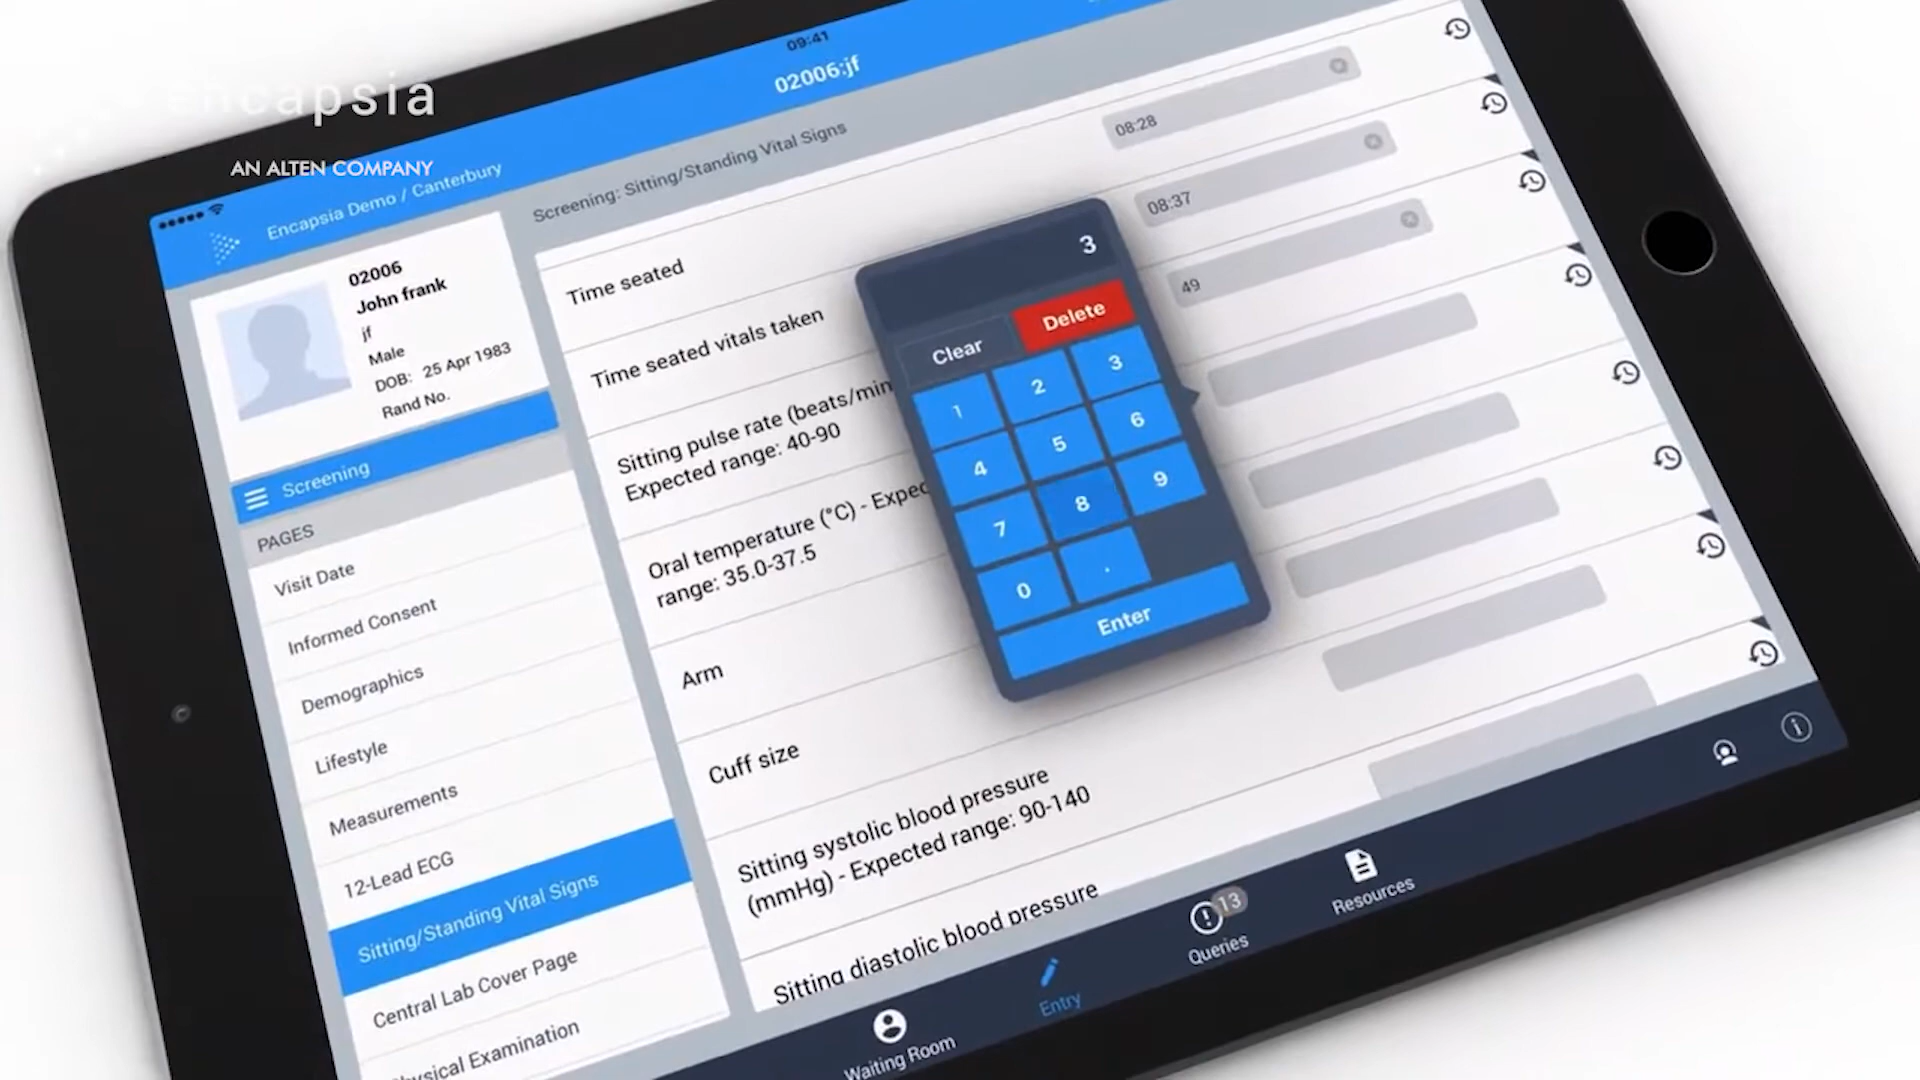 encapsia
AN ALTEN COMPANY
09:41
02006:jf
Encapsia Demo / Canterbury
02006
John frank
jf
Male
DOB: 25 Apr 1983
Rand No.
Screening
PAGES
Visit Date
Informed Consent
Demographics
Lifestyle
Measurements
12-Lead ECG
Sitting/Standing Vital Signs
Central Lab Cover Page
Physical Examination
Screening: Sitting/Standing Vital Signs
Time seated
08:28
Time seated vitals taken
08:37
Sitting pulse rate (beats/min
Expected range: 40-90
49
Oral temperature (°C) - Expec
range: 35.0-37.5
Arm
Cuff size
Sitting systolic blood pressure
(mmHg) - Expected range: 90-140
Sitting diastolic blood pressure
3
Clear
Delete
1 2 3
4 5 6
7 8 9
0 .
Enter
Waiting Room
Entry
13
Queries
Resources